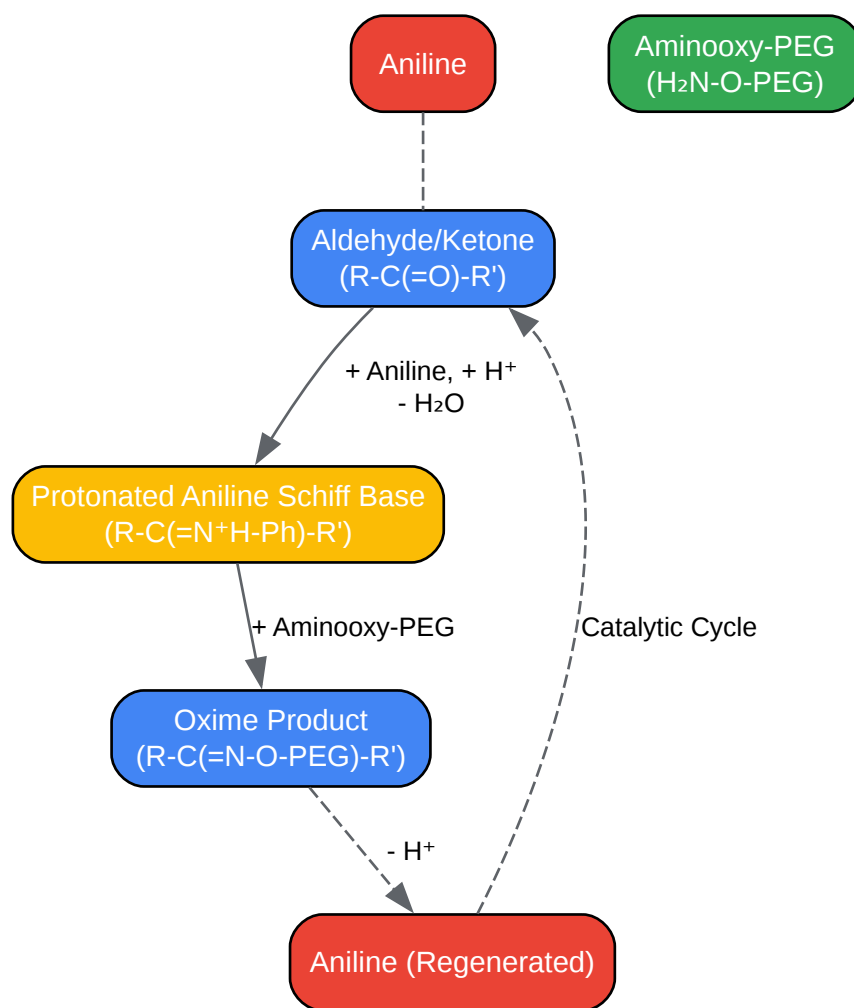 Aniline
Aminooxy-PEG
(H₂N-O-PEG)
Aldehyde/Ketone
(R-C(=O)-R')
+ Aniline, + H⁺
- H₂O
Protonated Aniline Schiff Base
(R-C(=N⁺H-Ph)-R')
+ Aminooxy-PEG
Catalytic Cycle
Oxime Product
(R-C(=N-O-PEG)-R')
- H⁺
Aniline (Regenerated)